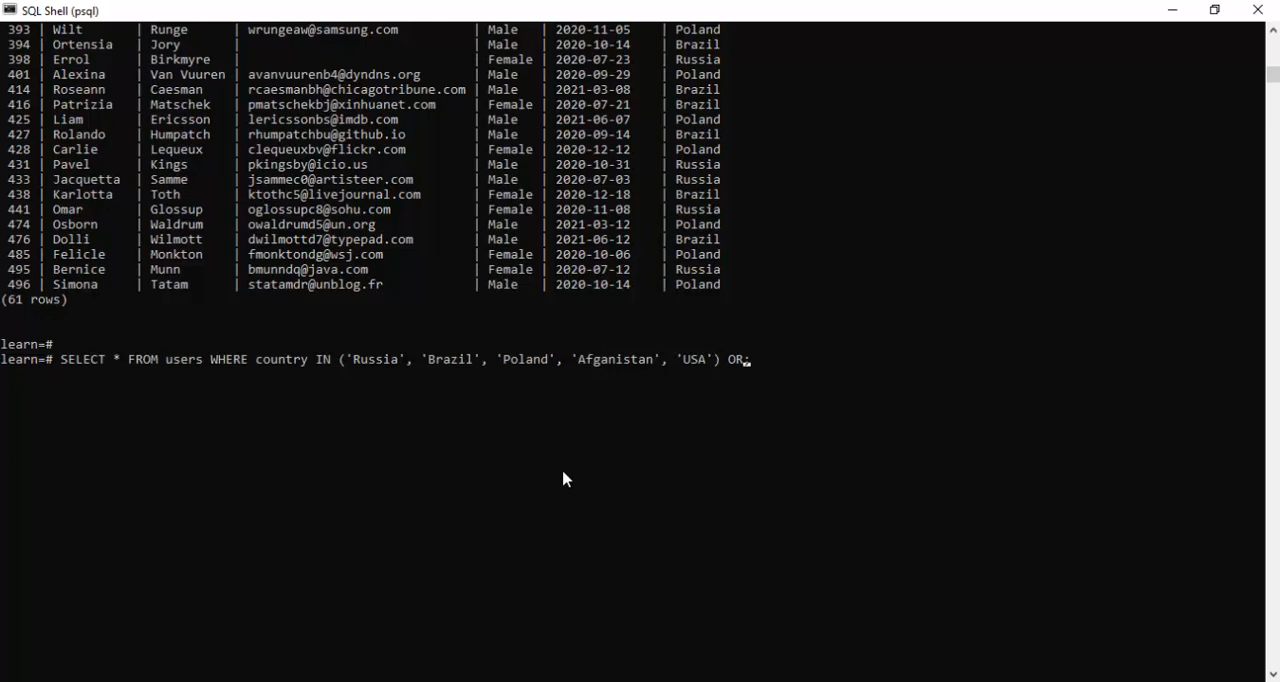 SQL Shell (psql)
393 | Wilt | Runge | wrungeaw@samsung.com | Male | 2020-11-05 | Poland
394 | Ortensia | Jory | | Male | 2020-10-14 | Brazil
398 | Errol | Birkmyre | | Female | 2020-07-23 | Russia
401 | Alexina | Van Vuuren | avanvuurenb4@dyndns.org | Male | 2020-09-29 | Poland
414 | Roseann | Caesman | rcaesmanbh@chicagotribune.com | Male | 2021-03-08 | Brazil
416 | Patrizia | Matschek | pmatschekbj@xinhuanet.com | Female | 2020-07-21 | Brazil
425 | Liam | Ericsson | lericssonbs@imdb.com | Male | 2021-06-07 | Poland
427 | Rolando | Humpatch | rhumpatchbu@github.io | Male | 2020-09-14 | Brazil
428 | Carlie | Lequeux | clequeuxbv@flickr.com | Female | 2020-12-12 | Poland
431 | Pavel | Kings | pkingsby@icio.us | Male | 2020-10-31 | Russia
433 | Jacquetta | Samme | jsammec0@artisteer.com | Male | 2020-07-03 | Russia
438 | Karlotta | Toth | ktothc5@livejournal.com | Female | 2020-12-18 | Brazil
441 | Omar | Glossup | oglossupc8@sohu.com | Female | 2020-11-08 | Russia
474 | Osborn | Waldrum | owaldrumd5@un.org | Male | 2021-03-12 | Poland
476 | Dolli | Wilmott | dwilmottd7@typepad.com | Male | 2021-06-12 | Brazil
485 | Felicle | Monkton | fmonktondg@wsj.com | Female | 2020-10-06 | Poland
495 | Bernice | Munn | bmunndq@java.com | Female | 2020-07-12 | Russia
496 | Simona | Tatam | statamdr@unblog.fr | Male | 2020-10-14 | Poland
(61 rows)
learn=#
learn=# SELECT * FROM users WHERE country IN ('Russia', 'Brazil', 'Poland', 'Afganistan', 'USA') OR;